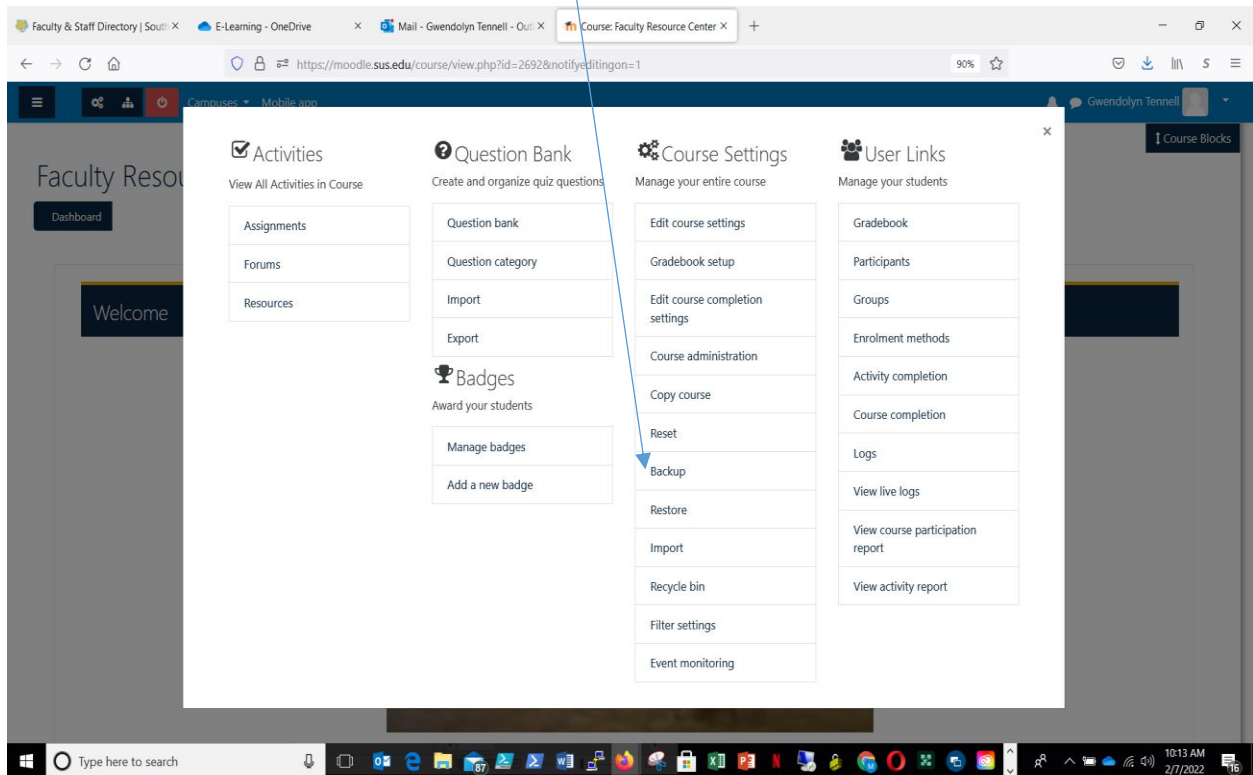 Faculty & Staff Directory | South
E-Learning - OneDrive
Mail - Gwendolyn Tennell - Out
Course: Faculty Resource Center
https://moodle.sus.edu/course/view.php?id=2692&notifyeditingon=1
90%
Campuses
Mobile app
Gwendolyn Tennell
Course Blocks
Faculty Resou
Dashboard
Welcome
Activities
View All Activities in Course
Assignments
Forums
Resources
Question Bank
Create and organize quiz questions
Question bank
Question category
Import
Export
Badges
Award your students
Manage badges
Add a new badge
Course Settings
Manage your entire course
Edit course settings
Gradebook setup
Edit course completion
settings
Course administration
Copy course
Reset
Backup
Restore
Import
Recycle bin
Filter settings
Event monitoring
User Links
Manage your students
Gradebook
Participants
Groups
Enrolment methods
Activity completion
Course completion
Logs
View live logs
View course participation
report
View activity report
Type here to search
87
10:13 AM
2/7/2022
16